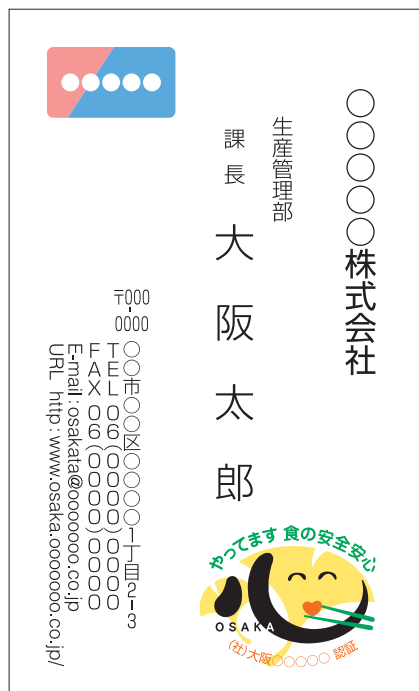 ●●●●●
○○○○○株式会社
生産管理部
課長
大阪太郎
〒000-0000
○○市○○区○○○○1丁目2-3
TEL 06(0000)0000
FAX 06(0000)0000
E-mail:osakata@ooooooo.co.jp
URL http:www.osaka.ooooooo.co.jp/
やってます 食の安全安心
OSAKA
(社)大阪○○○○○ 認証